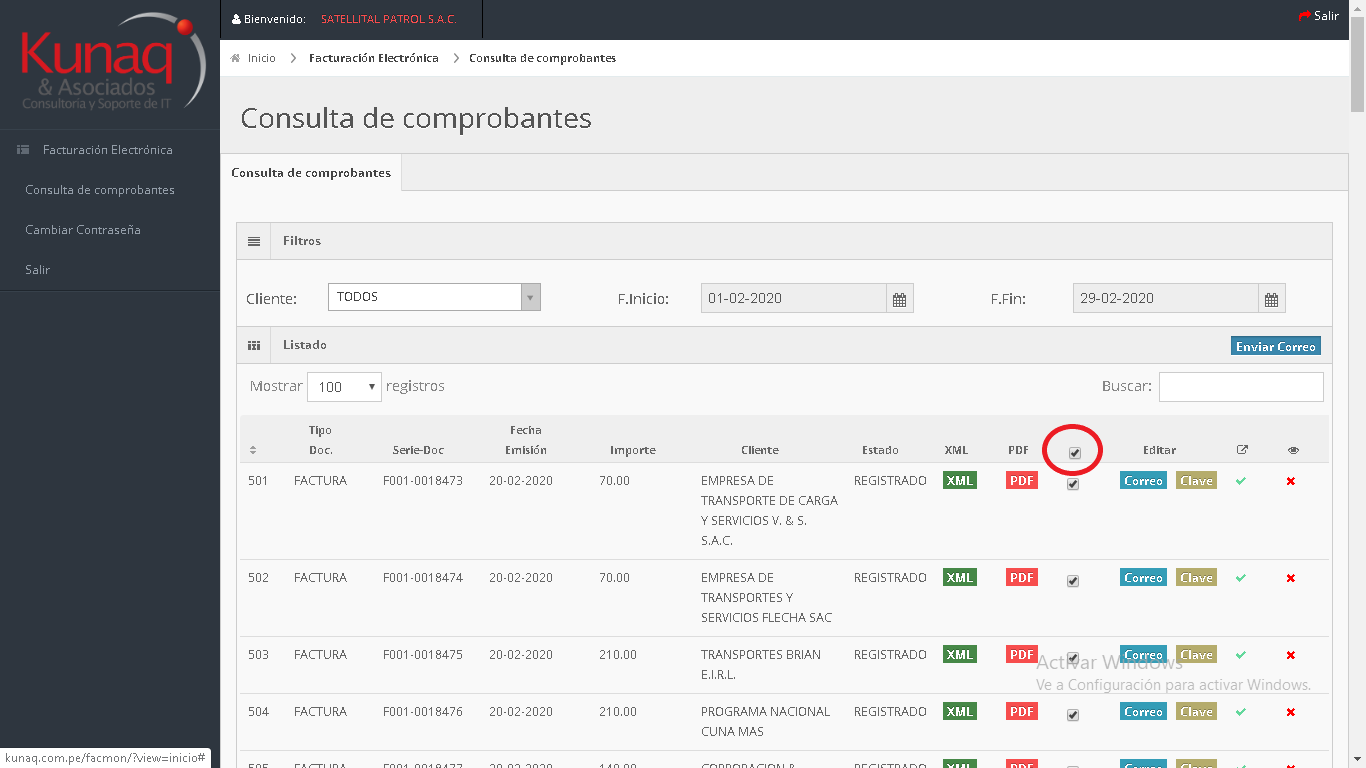 Kunaq
& Asociados
Consultoria y Soporte de IT
Bienvenido: SATELLITAL PATROL S.A.C.
Salir
Inicio Facturación Electrónica Consulta de comprobantes
Facturación Electrónica
Consulta de comprobantes
Cambiar Contraseña
Salir
Consulta de comprobantes
Consulta de comprobantes
Filtros
Cliente: TODOS F.Inicio: 01-02-2020 F.Fin: 29-02-2020
Listado Enviar Correo
Mostrar 100 registros Buscar:
Tipo Doc. Serie-Doc Fecha Emisión Importe Cliente Estado XML PDF Editar
501 FACTURA F001-0018473 20-02-2020 70.00 EMPRESA DE REGISTRADO XML PDF Correo Clave
TRANSPORTE DE CARGA
Y SERVICIOS V. & S.
S.A.C.
502 FACTURA F001-0018474 20-02-2020 70.00 EMPRESA DE REGISTRADO XML PDF Correo Clave
TRANSPORTES Y
SERVICIOS FLECHA SAC
503 FACTURA F001-0018475 20-02-2020 210.00 TRANSPORTES BRIAN REGISTRADO XML PDF Correo Clave
E.I.R.L.
504 FACTURA F001-0018476 20-02-2020 210.00 PROGRAMA NACIONAL REGISTRADO XML PDF Correo Clave
CUNA MAS
505 FACTURA F001-0018477 20-02-2020 140.00 CORPORACION & REGISTRADO XML PDF Correo Clave
Activar Windows
Ve a Configuración para activar Windows.
kunaq.com.pe/facmon/?view=inicio#